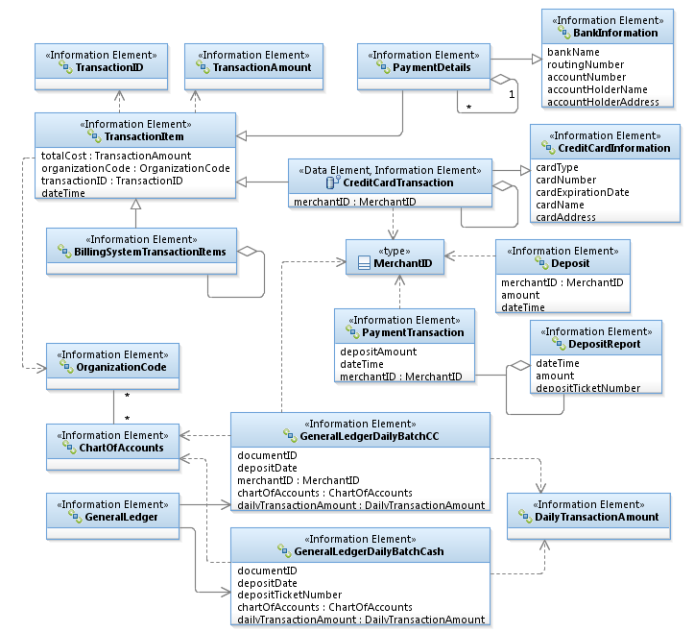 «Information Element»
BankInformation
bankName
routingNumber
accountNumber
accountHolderName
accountHolderAddress
«Information Element»
TransactionID
«Information Element»
TransactionAmount
«Information Element»
PaymentDetails
1
*
«Information Element»
TransactionItem
totalCost : TransactionAmount
organizationCode : OrganizationCode
transactionID : TransactionID
dateTime
«Information Element»
CreditCardInformation
cardType
cardNumber
cardExpirationDate
cardName
cardAddress
«Data Element, Information Element»
CreditCardTransaction
merchantID : MerchantID
«Information Element»
BillingSystemTransactionItems
«type»
MerchantID
«Information Element»
Deposit
merchantID : MerchantID
amount
dateTime
«Information Element»
PaymentTransaction
depositAmount
dateTime
merchantID : MerchantID
«Information Element»
DepositReport
dateTime
amount
depositTicketNumber
«Information Element»
OrganizationCode
*
*
«Information Element»
ChartOfAccounts
«Information Element»
GeneralLedgerDailyBatchCC
documentID
depositDate
merchantID : MerchantID
chartOfAccounts : ChartOfAccounts
dailyTransactionAmount : DailyTransactionAmount
«Information Element»
GeneralLedger
«Information Element»
DailyTransactionAmount
«Information Element»
GeneralLedgerDailyBatchCash
documentID
depositDate
depositTicketNumber
chartOfAccounts : ChartOfAccounts
dailyTransactionAmount : DailyTransactionAmount